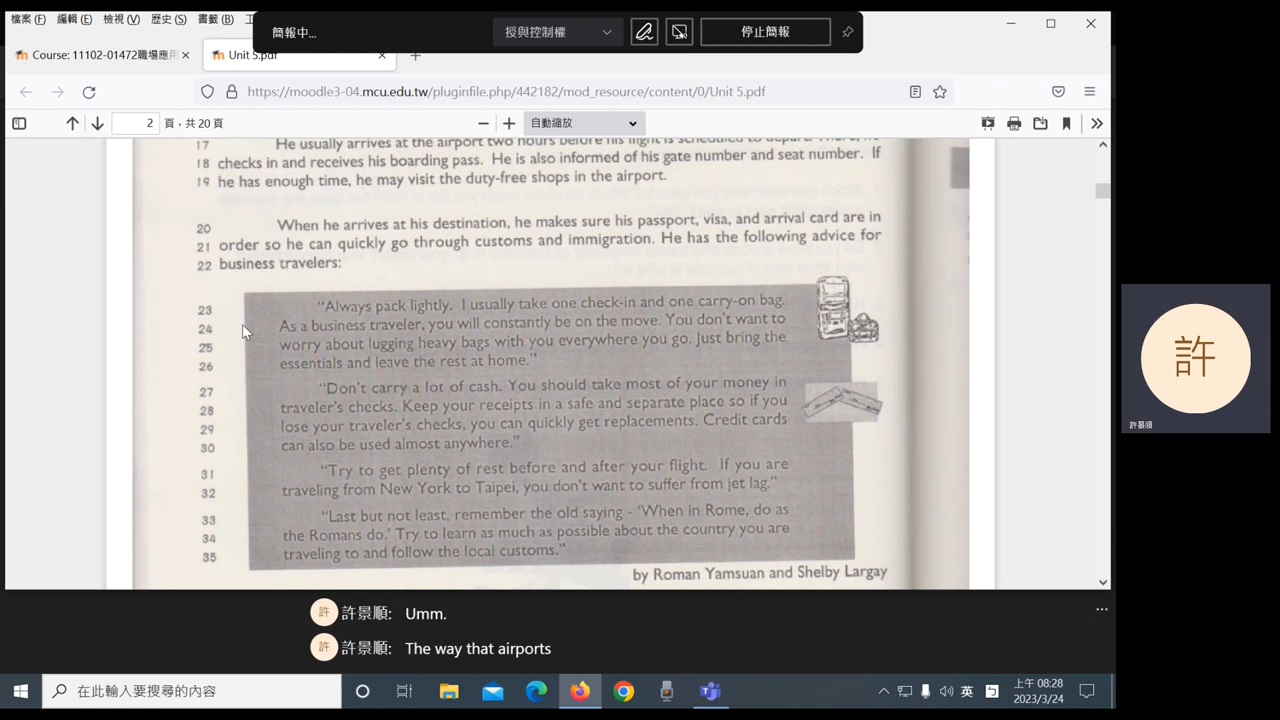 檔案(F) 編輯(E) 檢視(V) 歷史(S) 書籤(B)
簡報中... 授與控制權 停止簡報
Course: 11102-01472職場應用 Unit 5.pdf
https://moodle3-04.mcu.edu.tw/pluginfile.php/442182/mod_resource/content/0/Unit 5.pdf
2 頁，共 20 頁 自動縮放
17 He usually arrives at the airport two hours before his flight is scheduled to depart.
18 checks in and receives his boarding pass. He is also informed of his gate number and seat number. If
19 he has enough time, he may visit the duty-free shops in the airport.
20 When he arrives at his destination, he makes sure his passport, visa, and arrival card are in
21 order so he can quickly go through customs and immigration. He has the following advice for
22 business travelers:
23 “Always pack lightly. I usually take one check-in and one carry-on bag.
24 As a business traveler, you will constantly be on the move. You don’t want to
25 worry about lugging heavy bags with you everywhere you go. Just bring the
26 essentials and leave the rest at home.”
27 “Don’t carry a lot of cash. You should take most of your money in
28 traveler’s checks. Keep your receipts in a safe and separate place so if you
29 lose your traveler’s checks, you can quickly get replacements. Credit cards
30 can also be used almost anywhere.”
31 “Try to get plenty of rest before and after your flight. If you are
32 traveling from New York to Taipei, you don’t want to suffer from jet lag.”
33 “Last but not least, remember the old saying - ‘When in Rome, do as
34 the Romans do.’ Try to learn as much as possible about the country you are
35 traveling to and follow the local customs.”
by Roman Yamsuan and Shelby Largay
許
許景順
許 許景順: Umm.
許 許景順: The way that airports
在此輸入要搜尋的內容
英
上午 08:28
2023/3/24